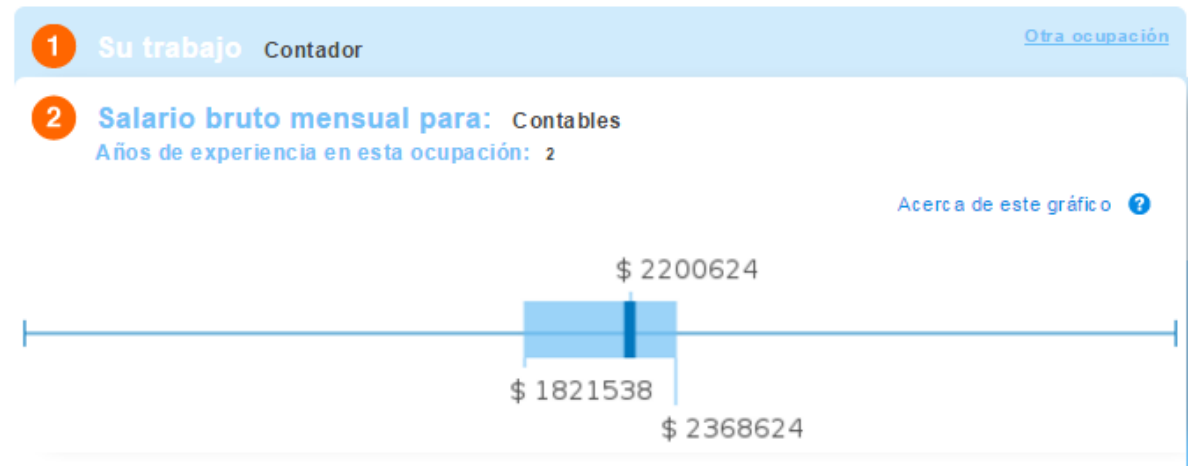 1 Su trabajo Contador Otra ocupación
2 Salario bruto mensual para: Contables
Años de experiencia en esta ocupación: 2
Acerca de este gráfico ?
$ 2200624
$ 1821538
$ 2368624